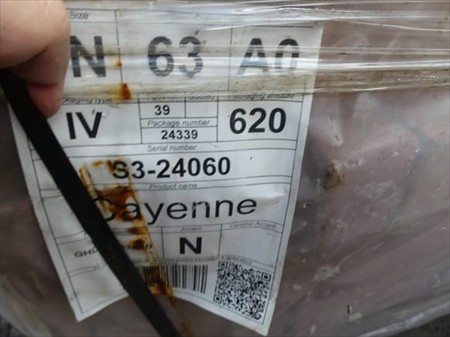 Size
N 63 A0
39
Package number
IV 24339 620
Serial number
S3-24060
Product name
Cayenne
N